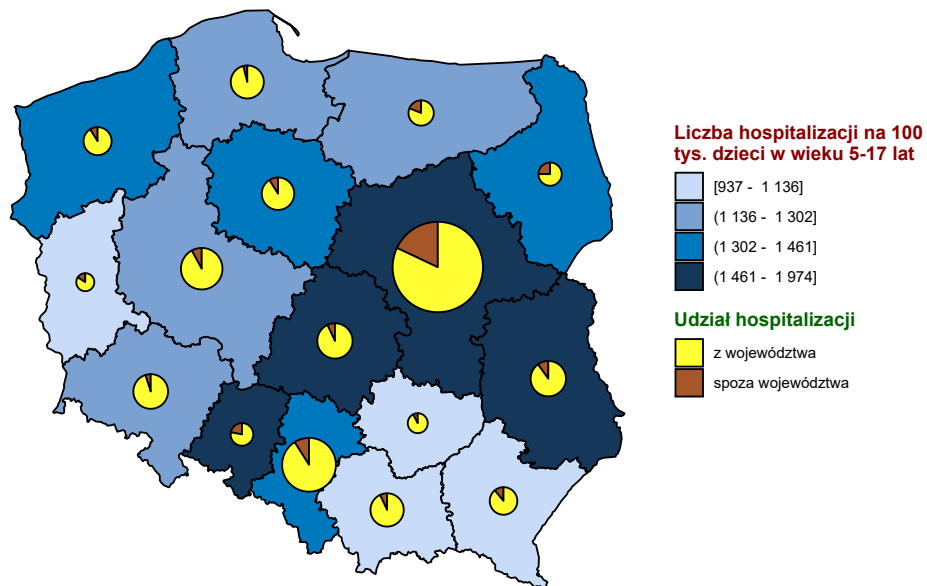 Liczba hospitalizacji na 100
tys. dzieci w wieku 5-17 lat
[937 - 1 136]
(1 136 - 1 302]
(1 302 - 1 461]
(1 461 - 1 974]
Udział hospitalizacji
z województwa
spoza województwa